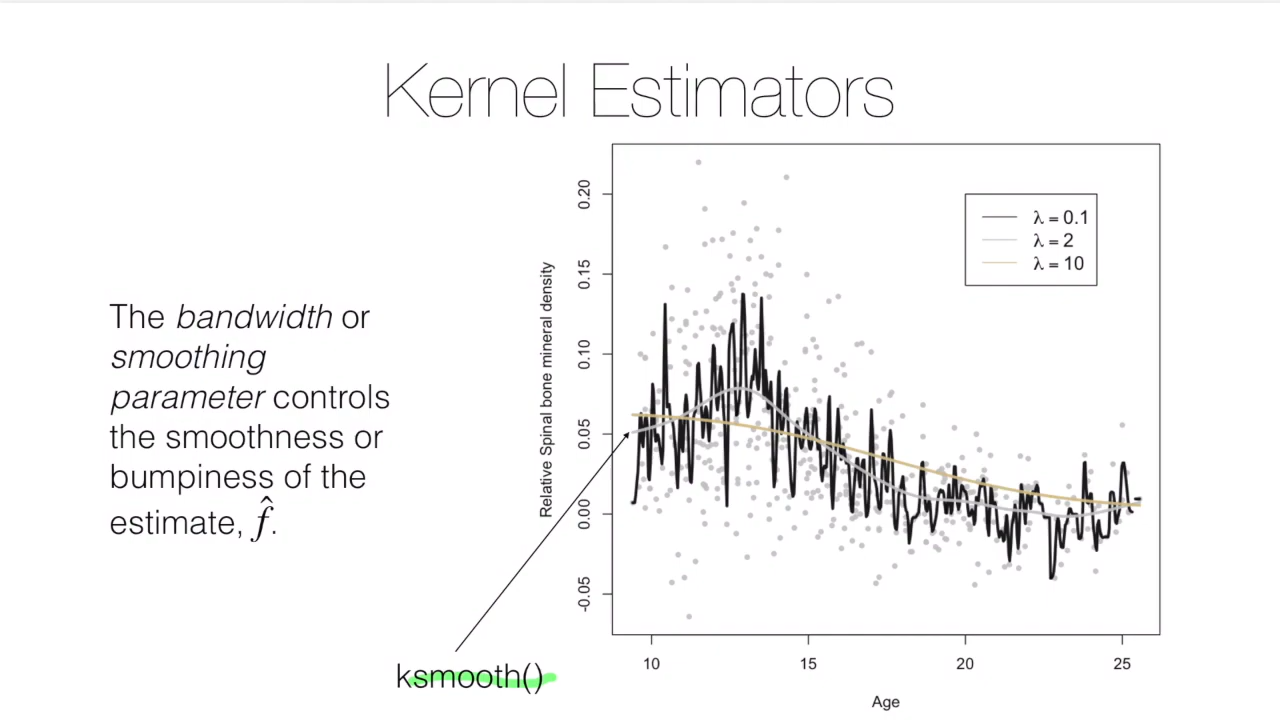 Kernel Estimators
The bandwidth or
smoothing
parameter controls
the smoothness or
bumpiness of the
estimate, f̂.
ksmooth()
Relative Spinal bone mineral density
0.20
0.15
0.10
0.05
0.00
-0.05
λ = 0.1
λ = 2
λ = 10
10 15 20 25
Age